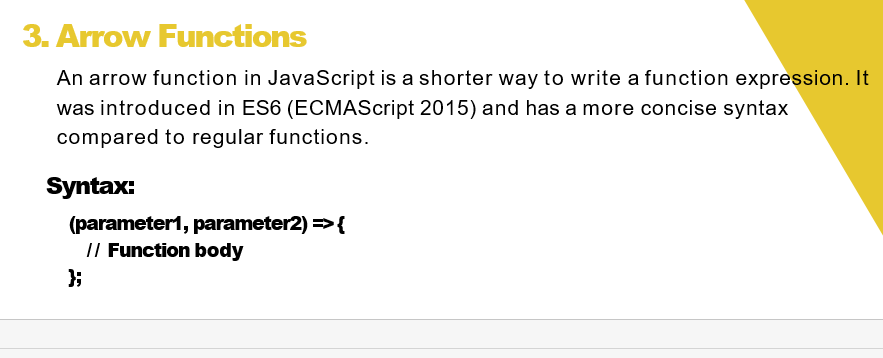 3. Arrow Functions
An arrow function in JavaScript is a shorter way to write a function expression. It
was introduced in ES6 (ECMAScript 2015) and has a more concise syntax
compared to regular functions.
Syntax:
(parameter1, parameter2) => {
// Function body
};